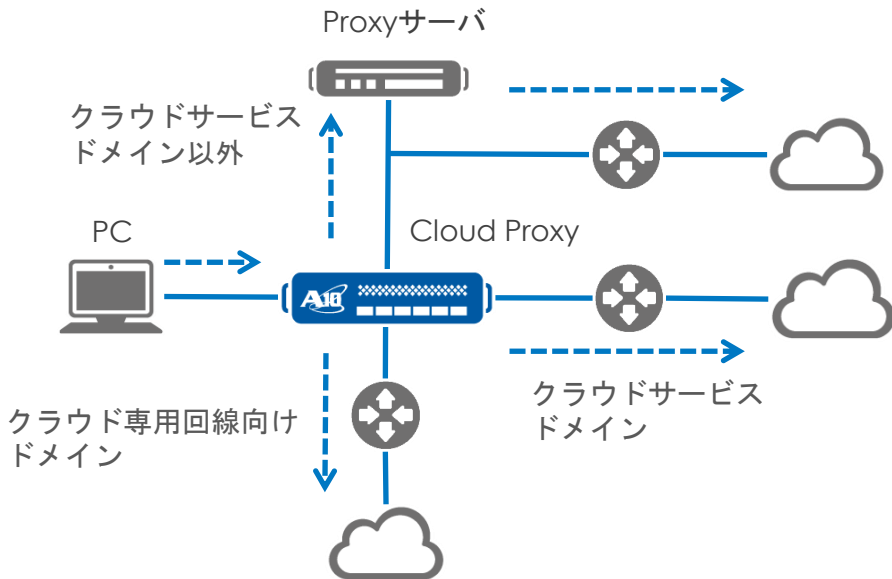 Proxyサーバ
クラウドサービス
ドメイン以外
PC
Cloud Proxy
A10
クラウドサービス
ドメイン
クラウド専用回線向け
ドメイン